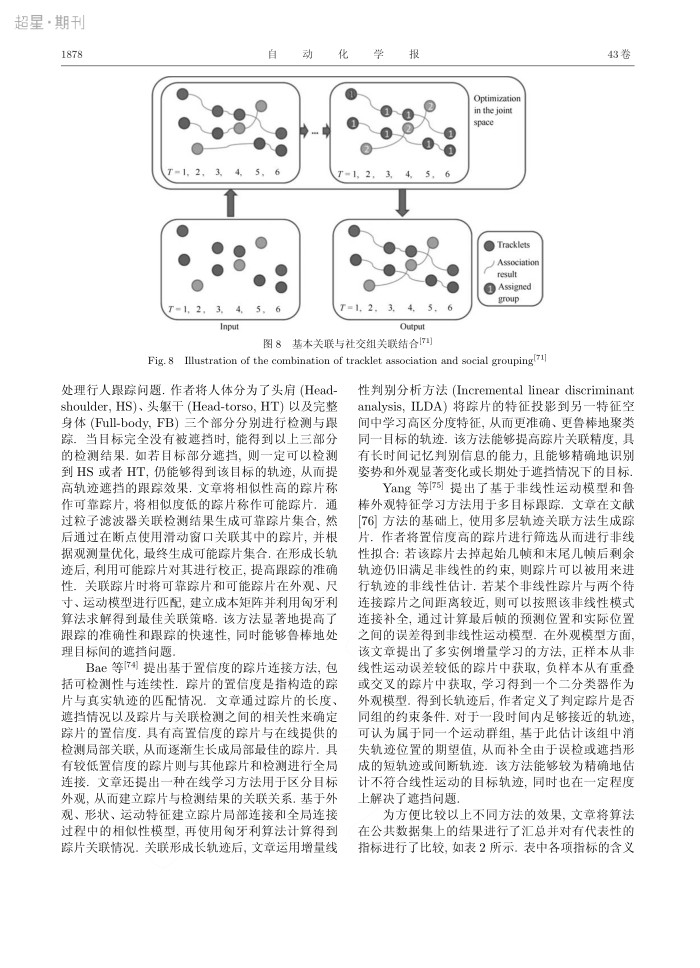 超星·期刊
1878
自 动 化 学 报
43 卷
1
2
1
1
1
2
1
1
2
1
1
Optimization
in the joint
space
...
T=1, 2, 3, 4, 5, 6
T=1, 2, 3, 4, 5, 6
T=1, 2, 3, 4, 5, 6
T=1, 2, 3, 4, 5, 6
Tracklets
Association
result
1 Assigned
group
Input
Output
图 8 基本关联与社交组关联结合[71]
Fig. 8 Illustration of the combination of tracklet association and social grouping[71]
处理行人跟踪问题. 作者将人体分为了头肩 (Head-
shoulder, HS)、头躯干 (Head-torso, HT) 以及完整
身体 (Full-body, FB) 三个部分分别进行检测与跟
踪. 当目标完全没有被遮挡时, 能得到以上三部分
的检测结果. 如若目标部分遮挡, 则一定可以检测
到 HS 或者 HT, 仍能够得到该目标的轨迹, 从而提
高轨迹遮挡的跟踪效果. 文章将相似性高的踪片称
作可靠踪片, 将相似度低的踪片称作可能踪片. 通
过粒子滤波器关联检测结果生成可靠踪片集合, 然
后通过在断点使用滑动窗口关联其中的踪片, 并根
据观测量优化, 最终生成可能踪片集合. 在形成长轨
迹后, 利用可能踪片对其进行校正, 提高跟踪的准确
性. 关联踪片时将可靠踪片和可能踪片在外观、尺
寸、运动模型进行匹配, 建立成本矩阵并利用匈牙利
算法求解得到最佳关联策略. 该方法显著地提高了
跟踪的准确性和跟踪的快速性, 同时能够鲁棒地处
理目标间的遮挡问题.
Bae 等[74] 提出基于置信度的踪片连接方法, 包
括可检测性与连续性. 踪片的置信度是指构造的踪
片与真实轨迹的匹配情况. 文章通过踪片的长度、
遮挡情况以及踪片与关联检测之间的相关性来确定
踪片的置信度. 具有高置信度的踪片与在线提供的
检测局部关联, 从而逐渐生长成局部最佳的踪片. 具
有较低置信度的踪片则与其他踪片和检测进行全局
连接. 文章还提出一种在线学习方法用于区分目标
外观, 从而建立踪片与检测结果的关联关系. 基于外
观、形状、运动特征建立踪片局部连接和全局连接
过程中的相似性模型, 再使用匈牙利算法计算得到
踪片关联情况. 关联形成长轨迹后, 文章运用增量线
性判别分析方法 (Incremental linear discriminant
analysis, ILDA) 将踪片的特征投影到另一特征空
间中学习高区分度特征, 从而更准确、更鲁棒地聚类
同一目标的轨迹. 该方法能够提高踪片关联精度, 具
有长时间记忆判别信息的能力, 且能够精确地识别
姿势和外观显著变化或长期处于遮挡情况下的目标.
Yang 等[75] 提出了基于非线性运动模型和鲁
棒外观特征学习方法用于多目标跟踪. 文章在文献
[76] 方法的基础上, 使用多层轨迹关联方法生成踪
片. 作者将置信度高的踪片进行筛选从而进行非线
性拟合: 若该踪片去掉起始几帧和末尾几帧后剩余
轨迹仍旧满足非线性的约束, 则踪片可以被用来进
行轨迹的非线性估计. 若某个非线性踪片与两个待
连接踪片之间距离较近, 则可以按照该非线性模式
连接补全, 通过计算最后帧的预测位置和实际位置
之间的误差得到非线性运动模型. 在外观模型方面,
该文章提出了多实例增量学习的方法, 正样本从非
线性运动误差较低的踪片中获取, 负样本从有重叠
或交叉的踪片中获取, 学习得到一个二分类器作为
外观模型. 得到长轨迹后, 作者定义了判定踪片是否
同组的约束条件. 对于一段时间内足够接近的轨迹,
可认为属于同一个运动群组, 基于此估计该组中消
失轨迹位置的期望值, 从而补全由于误检或遮挡形
成的短轨迹或间断轨迹. 该方法能够较为精确地估
计不符合线性运动的目标轨迹, 同时也在一定程度
上解决了遮挡问题.
为方便比较以上不同方法的效果, 文章将算法
在公共数据集上的结果进行了汇总并对有代表性的
指标进行了比较, 如表 2 所示. 表中各项指标的含义